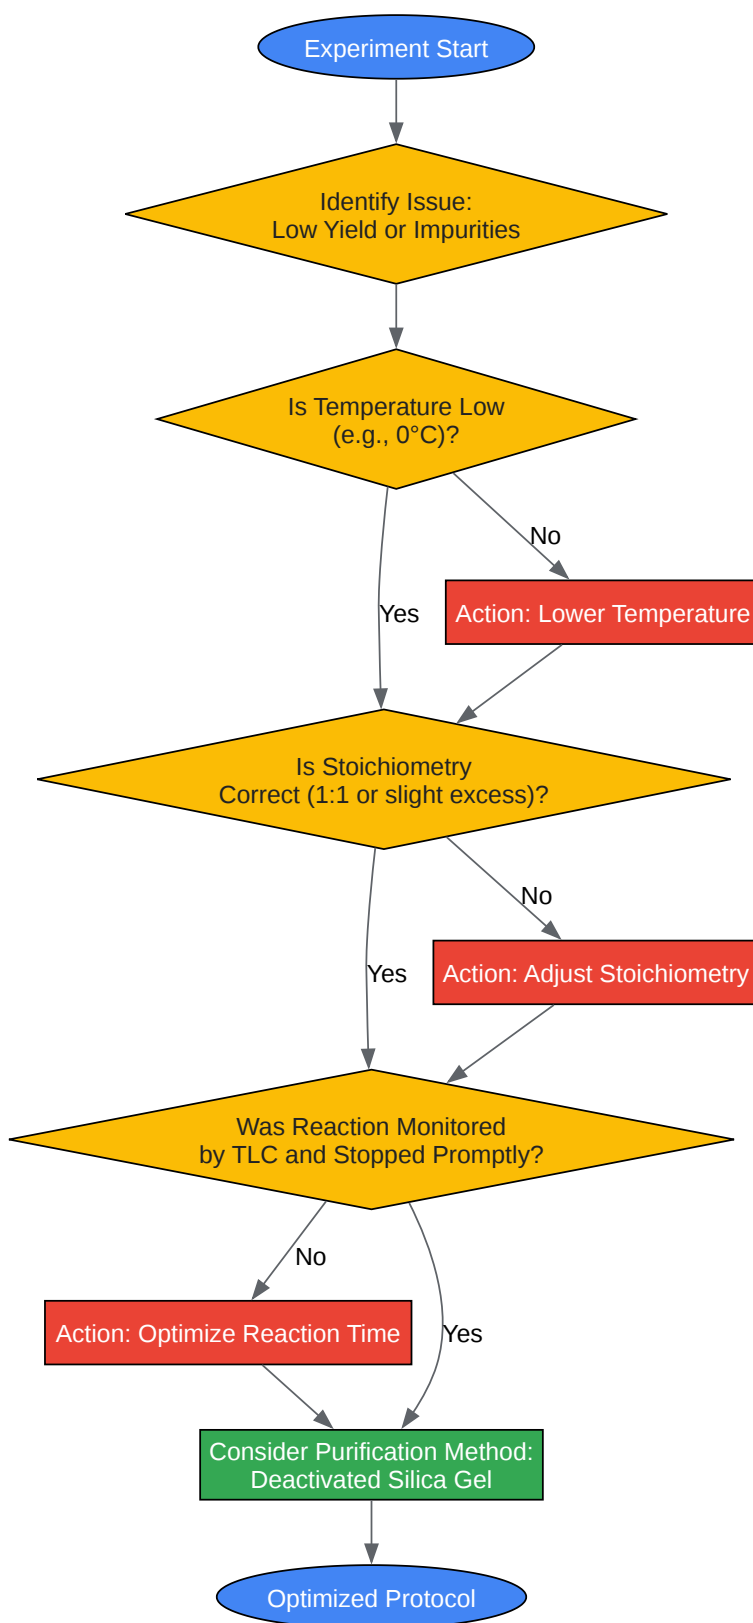 Experiment Start
Identify Issue:
Low Yield or Impurities
Is Temperature Low
(e.g., 0°C)?
No
Yes
Action: Lower Temperature
Is Stoichiometry
Correct (1:1 or slight excess)?
No
Yes
Action: Adjust Stoichiometry
Was Reaction Monitored
by TLC and Stopped Promptly?
No
Action: Optimize Reaction Time
Yes
Consider Purification Method:
Deactivated Silica Gel
Optimized Protocol